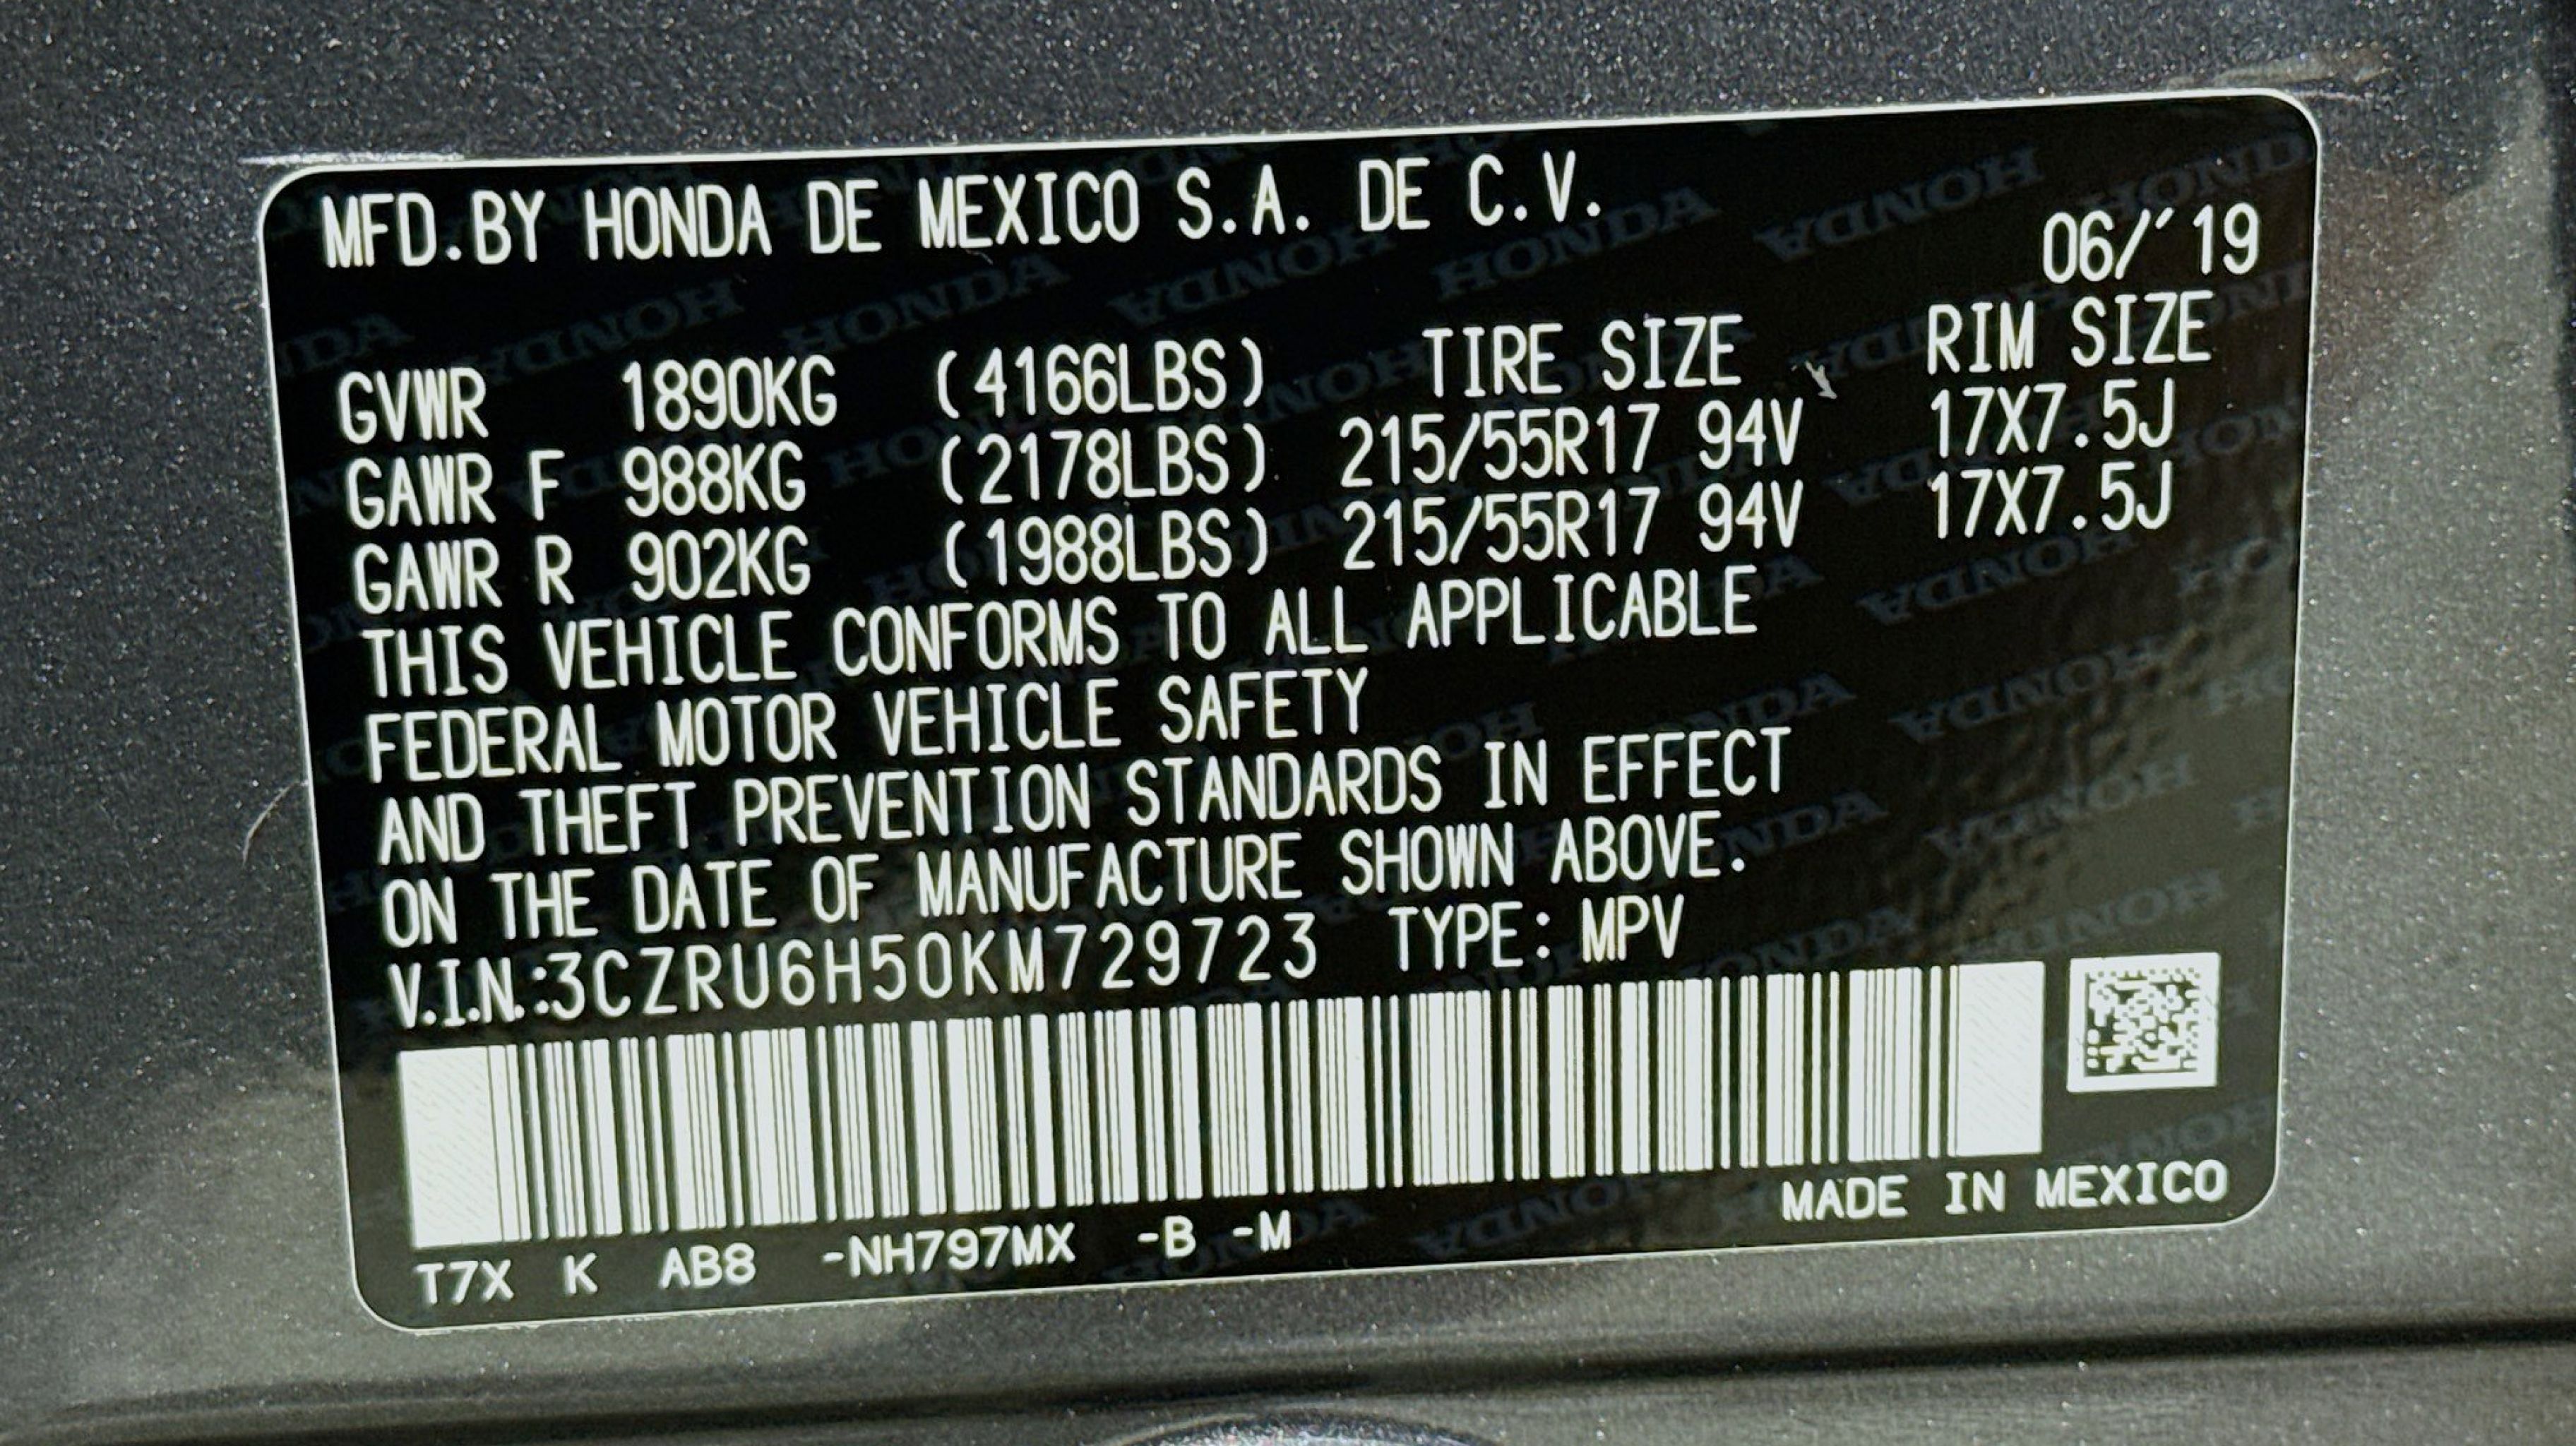 MFD.BY HONDA DE MEXICO S.A. DE C.V.
06/'19
GVWR 1890KG (4166LBS) TIRE SIZE RIM SIZE
GAWR F 988KG (2178LBS) 215/55R17 94V 17X7.5J
GAWR R 902KG (1988LBS) 215/55R17 94V 17X7.5J
THIS VEHICLE CONFORMS TO ALL APPLICABLE
FEDERAL MOTOR VEHICLE SAFETY
AND THEFT PREVENTION STANDARDS IN EFFECT
ON THE DATE OF MANUFACTURE SHOWN ABOVE.
V.I.N.:3CZRU6H50KM729723 TYPE: MPV
MADE IN MEXICO
T7X K AB8 -NH797MX -B -M